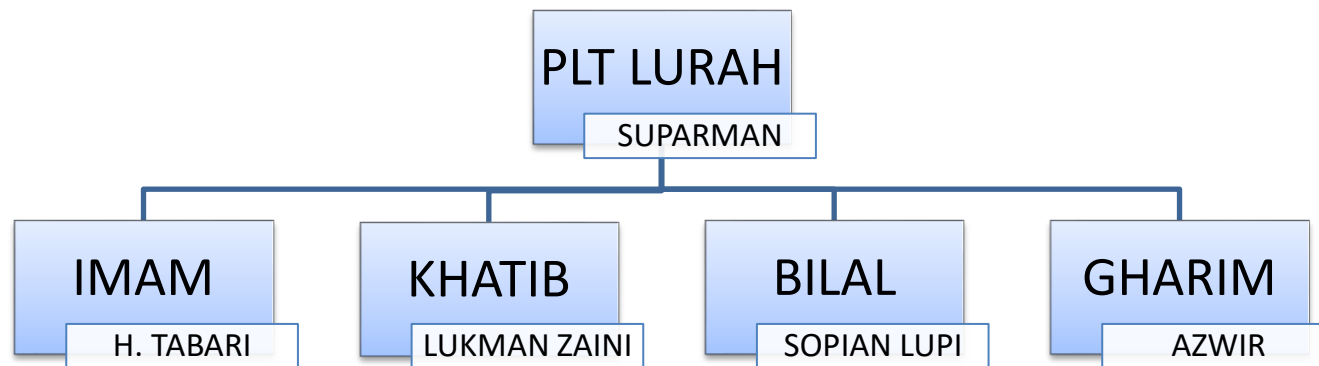 PLT LURAH
SUPARMAN
IMAM
H. TABARI
KHATIB
LUKMAN ZAINI
BILAL
SOPIAN LUPI
GHARIM
AZWIR